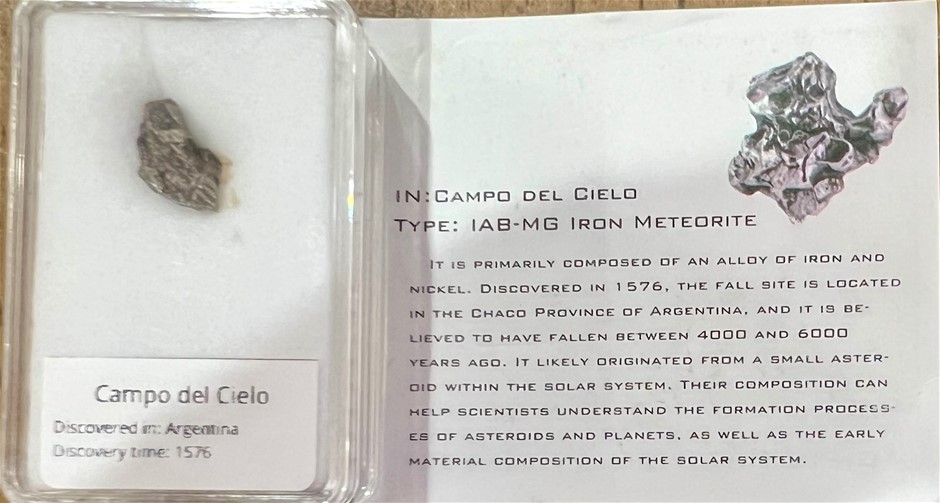 Campo del Cielo
Discovered in: Argentina
Discovery time: 1576
IN:CAMPO DEL CIELO
TYPE: IAB-MG IRON METEORITE
IT IS PRIMARILY COMPOSED OF AN ALLOY OF IRON AND
NICKEL. DISCOVERED IN 1576, THE FALL SITE IS LOCATED
IN THE CHACO PROVINCE OF ARGENTINA, AND IT IS BE-
LIEVED TO HAVE FALLEN BETWEEN 4000 AND 6000
YEARS AGO. IT LIKELY ORIGINATED FROM A SMALL ASTER-
OID WITHIN THE SOLAR SYSTEM. THEIR COMPOSITION CAN
HELP SCIENTISTS UNDERSTAND THE FORMATION PROCESS-
ES OF ASTEROIDS AND PLANETS, AS WELL AS THE EARLY
MATERIAL COMPOSITION OF THE SOLAR SYSTEM.